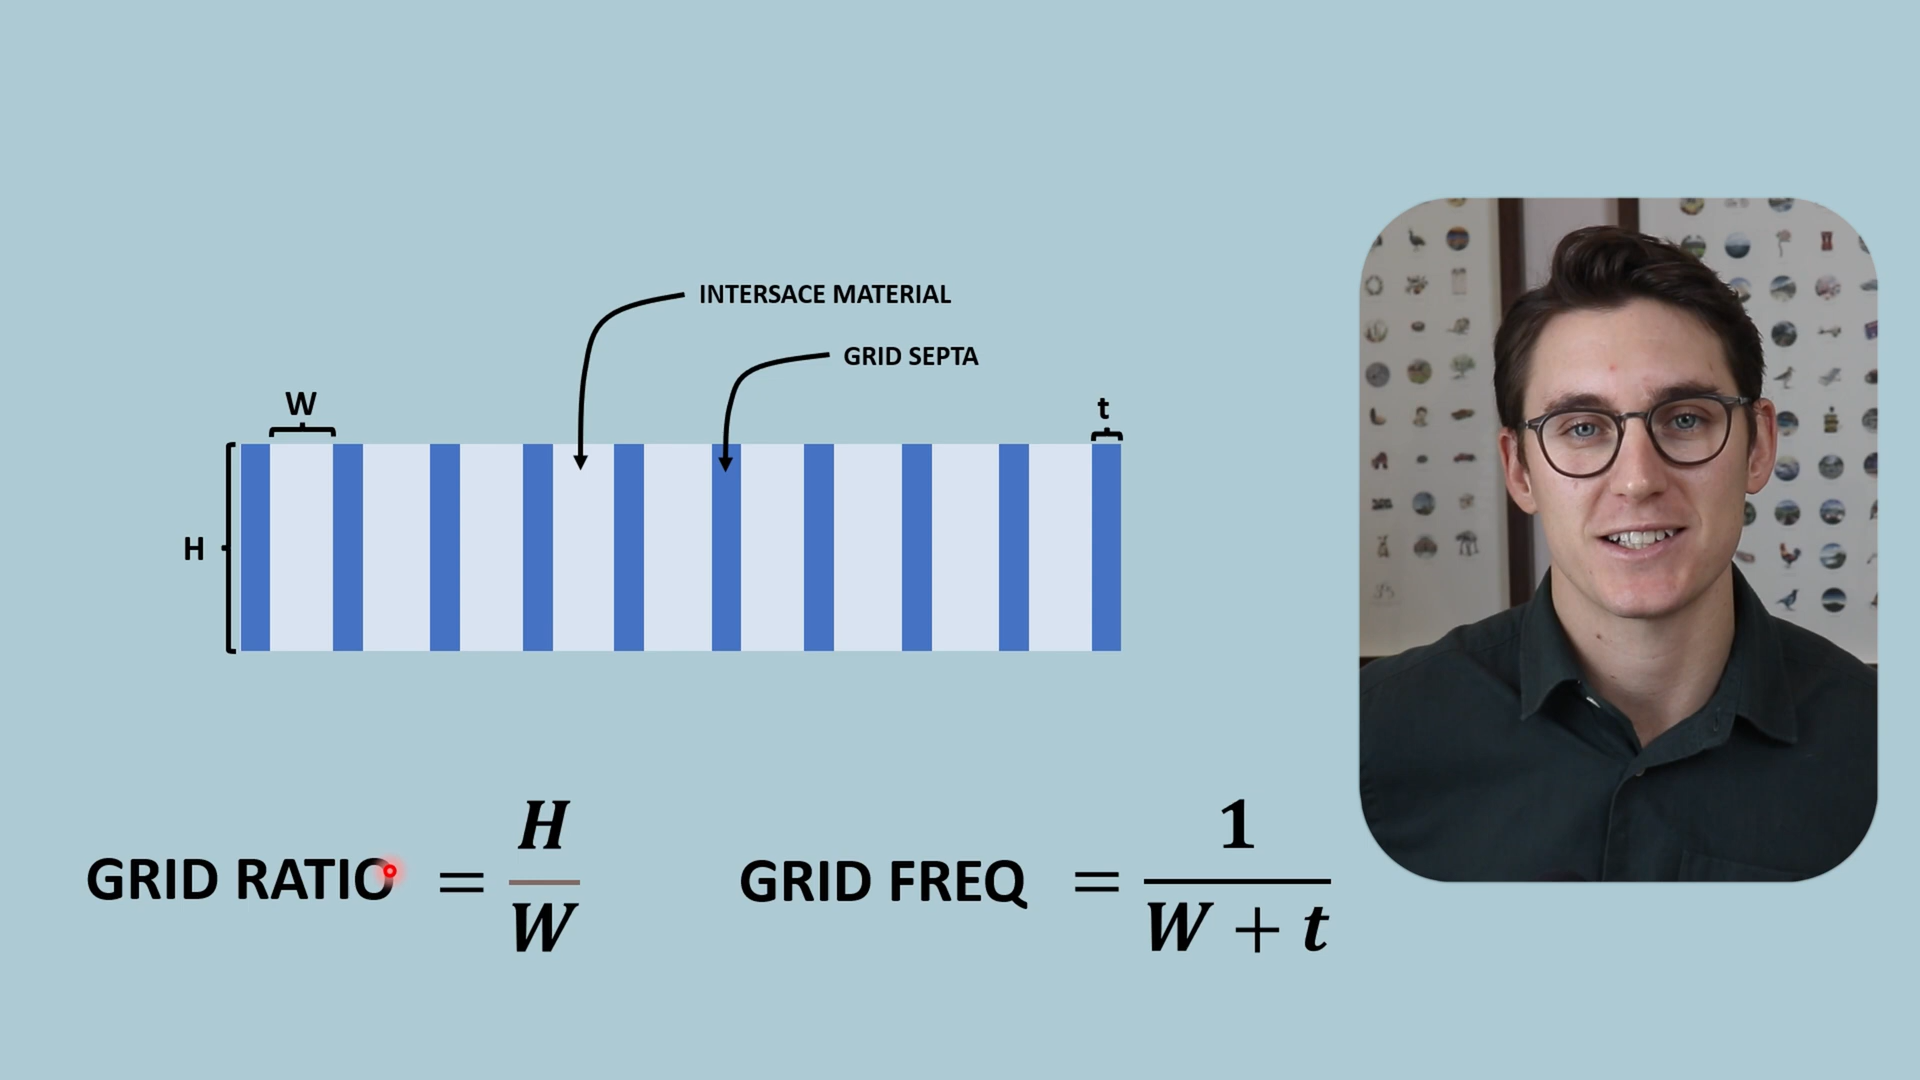 INTERSACE MATERIAL
GRID SEPTA
W
t
H
GRID RATIO = H / W
GRID FREQ = 1 / W + t